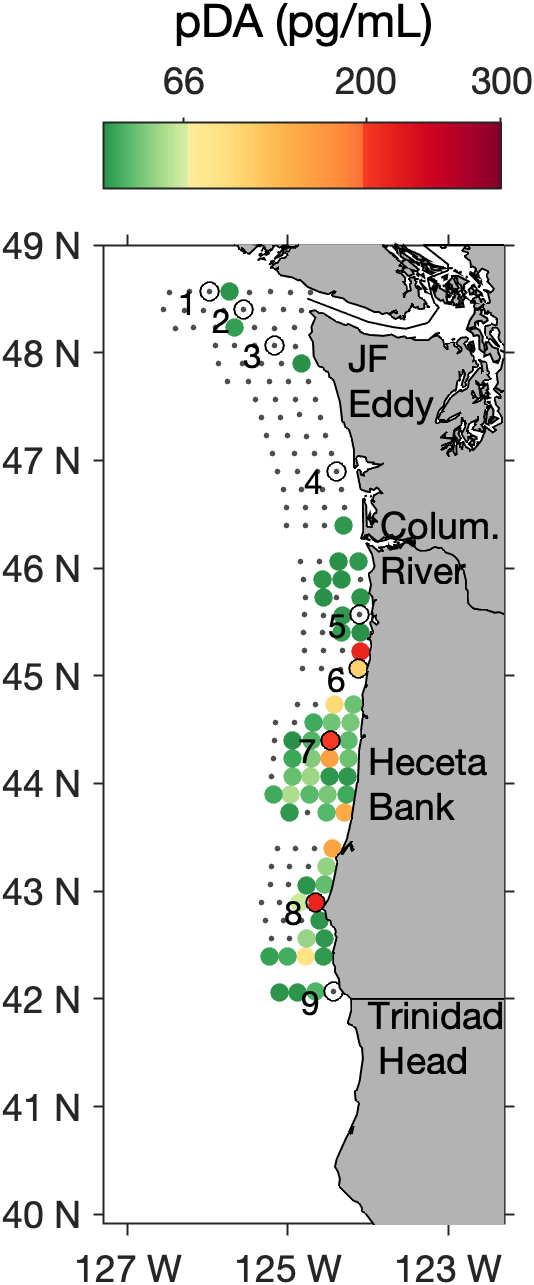 pDA (pg/mL)
66 200 300
49 N
1
2
48 N
3
JF
Eddy
47 N
4
Colum.
46 N
River
5
45 N
6
7
Heceta
44 N
Bank
43 N
8
42 N
9
Trinidad
Head
41 N
40 N
127 W 125 W 123 W